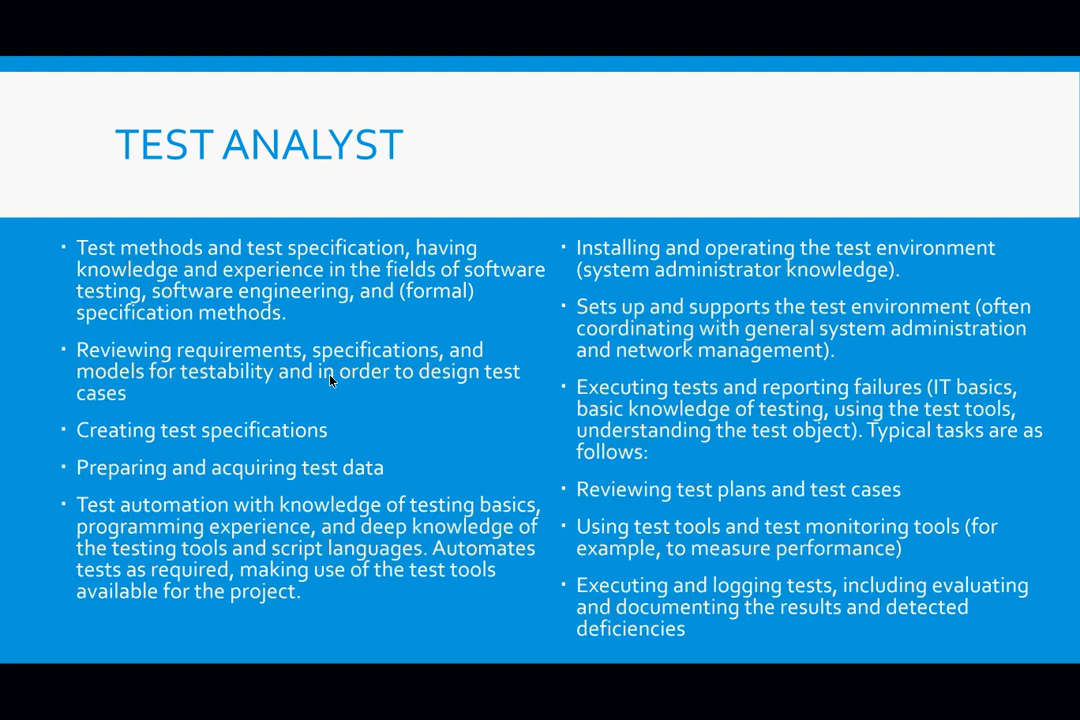 TEST ANALYST
▪ Test methods and test specification, having
knowledge and experience in the fields of software
testing, software engineering, and (formal)
specification methods.
▪ Reviewing requirements, specifications, and
models for testability and in order to design test
cases
▪ Creating test specifications
▪ Preparing and acquiring test data
▪ Test automation with knowledge of testing basics,
programming experience, and deep knowledge of
the testing tools and script languages. Automates
tests as required, making use of the test tools
available for the project.
▪ Installing and operating the test environment
(system administrator knowledge).
▪ Sets up and supports the test environment (often
coordinating with general system administration
and network management).
▪ Executing tests and reporting failures (IT basics,
basic knowledge of testing, using the test tools,
understanding the test object). Typical tasks are as
follows:
▪ Reviewing test plans and test cases
▪ Using test tools and test monitoring tools (for
example, to measure performance)
▪ Executing and logging tests, including evaluating
and documenting the results and detected
deficiencies